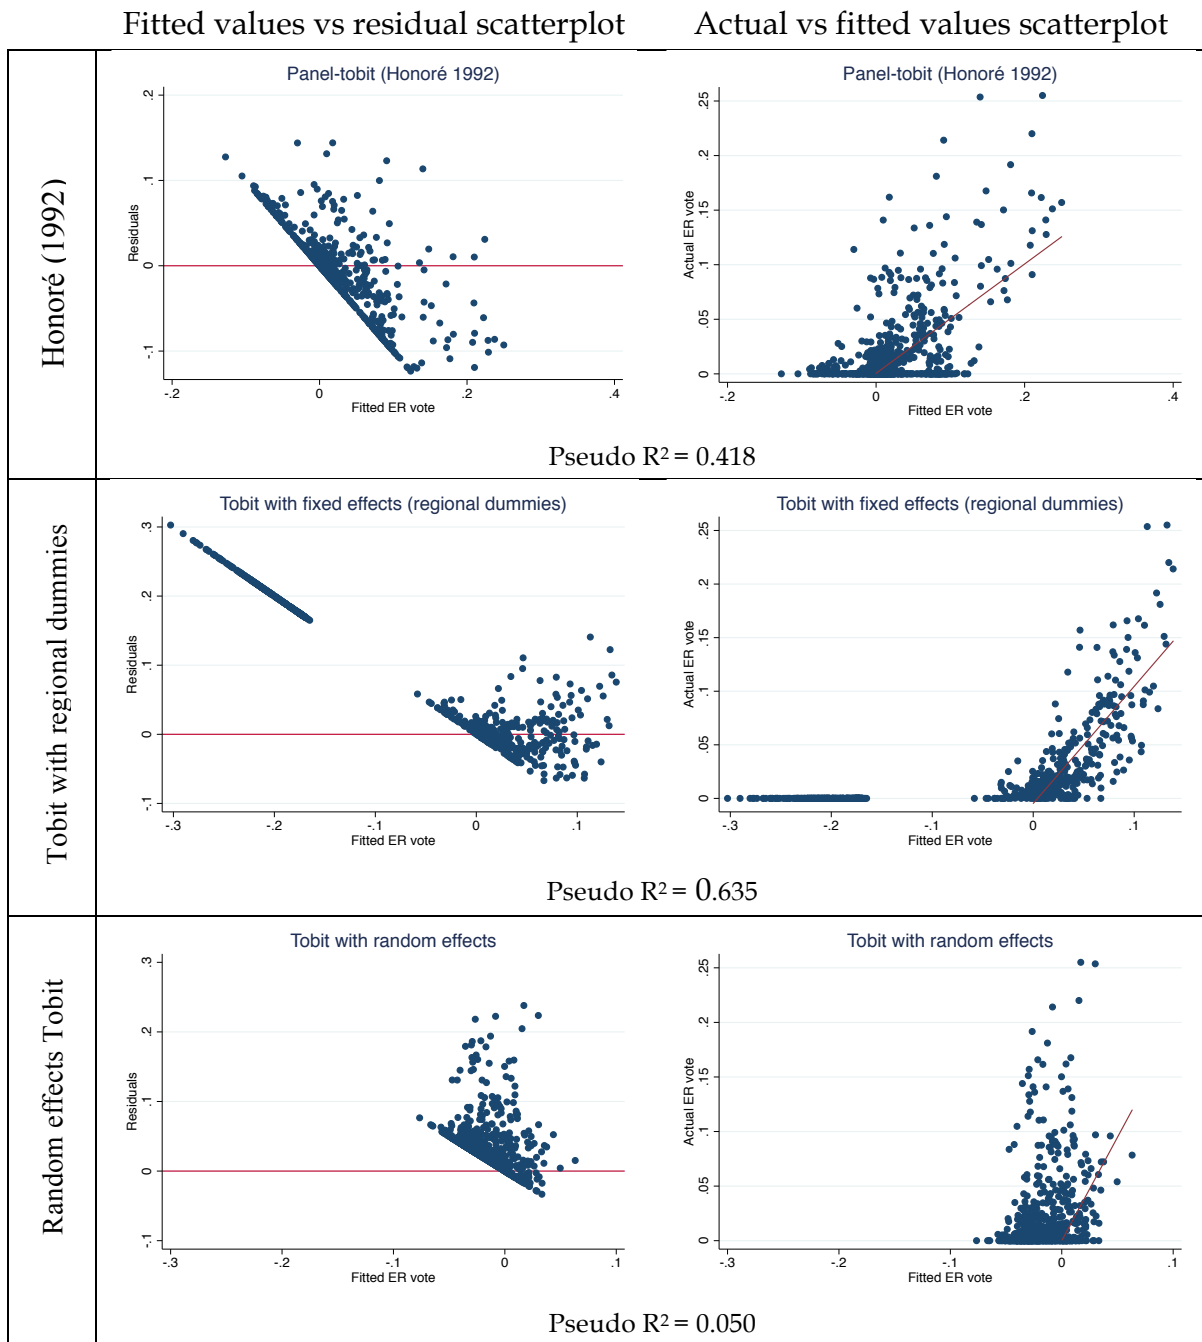 Fitted values vs residual scatterplot
Actual vs fitted values scatterplot
Honoré (1992)
Panel-tobit (Honoré 1992)
Residuals
.2
.1
0
-.1
-.2
0
.2
.4
Fitted ER vote
Panel-tobit (Honoré 1992)
Actual ER vote
.25
.2
.15
.1
.05
0
-.2
0
.2
.4
Fitted ER vote
Pseudo R² = 0.418
Tobit with regional dummies
Tobit with fixed effects (regional dummies)
Residuals
.3
.2
.1
0
-.1
-.3
-.2
-.1
0
.1
Fitted ER vote
Tobit with fixed effects (regional dummies)
Actual ER vote
.25
.2
.15
.1
.05
0
-.3
-.2
-.1
0
.1
Fitted ER vote
Pseudo R² = 0.635
Random effects Tobit
Tobit with random effects
Residuals
.3
.2
.1
0
-.1
-.3
-.2
-.1
0
.1
Fitted ER vote
Tobit with random effects
Actual ER vote
.25
.2
.15
.1
.05
0
-.3
-.2
-.1
0
.1
Fitted ER vote
Pseudo R² = 0.050